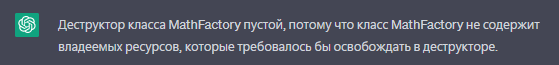 Деструктор класса MathFactory пустой, потому что класс MathFactory не содержит
владеемых ресурсов, которые требовалось бы освобождать в деструкторе.